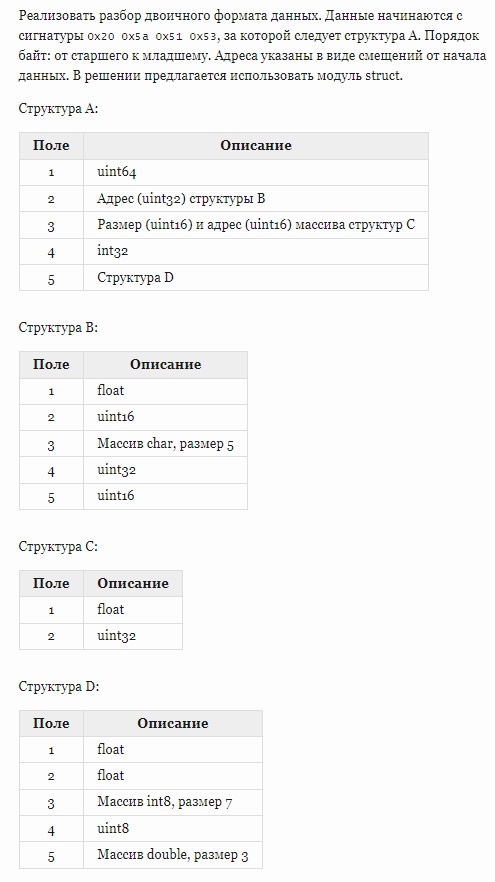 Реализовать разбор двоичного формата данных. Данные начинаются с
сигнатуры 0x20 0x5a 0x51 0x53, за которой следует структура A. Порядок
байт: от старшего к младшему. Адреса указаны в виде смещений от начала
данных. В решении предлагается использовать модуль struct.
Структура A:
Поле Описание
1 uint64
2 Адрес (uint32) структуры B
3 Размер (uint16) и адрес (uint16) массива структур C
4 int32
5 Структура D
Структура B:
Поле Описание
1 float
2 uint16
3 Массив char, размер 5
4 uint32
5 uint16
Структура C:
Поле Описание
1 float
2 uint32
Структура D:
Поле Описание
1 float
2 float
3 Массив int8, размер 7
4 uint8
5 Массив double, размер 3